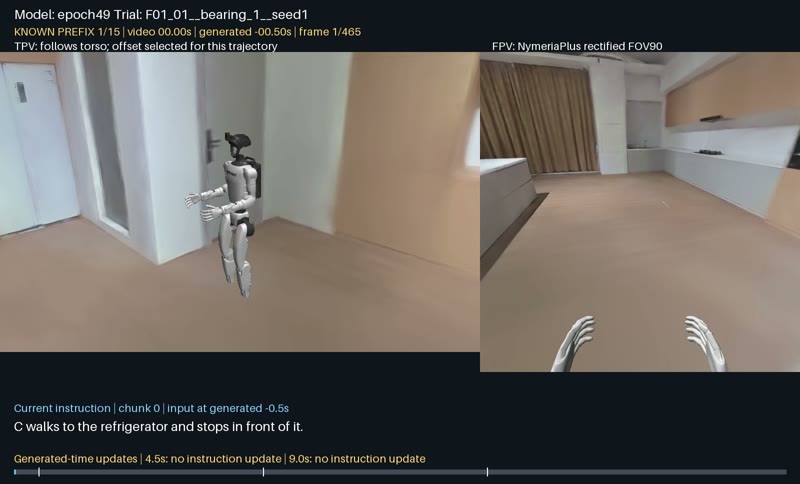 Model: epoch49 Trial: F01_01__bearing_1__seed1
KNOWN PREFIX 1/15 | video 00.00s | generated -00.50s | frame 1/465
TPV: follows torso; offset selected for this trajectory
FPV: NymeriaPlus rectified FOV90
Current instruction | chunk 0 | input at generated -0.5s
C walks to the refrigerator and stops in front of it.
Generated-time updates | 4.5s: no instruction update | 9.0s: no instruction update